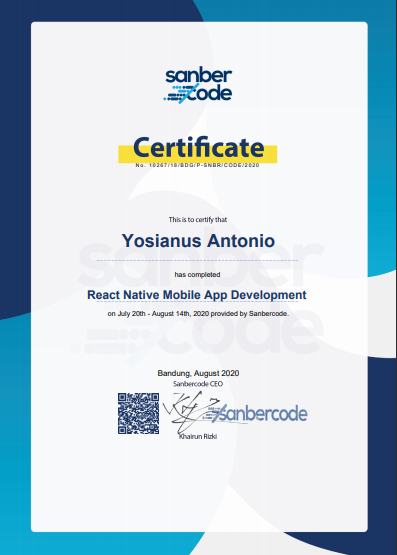 sanber
code
Certificate
No. 10267/18/BDG/P-SNBR/CODE/2020
This is to certify that
Yosianus Antonio
has completed
React Native Mobile App Development
on July 20th - August 14th, 2020 provided by Sanbercode.
sanber
code
Bandung, August 2020
Sanbercode CEO
sanbercode
Khairun Rizki